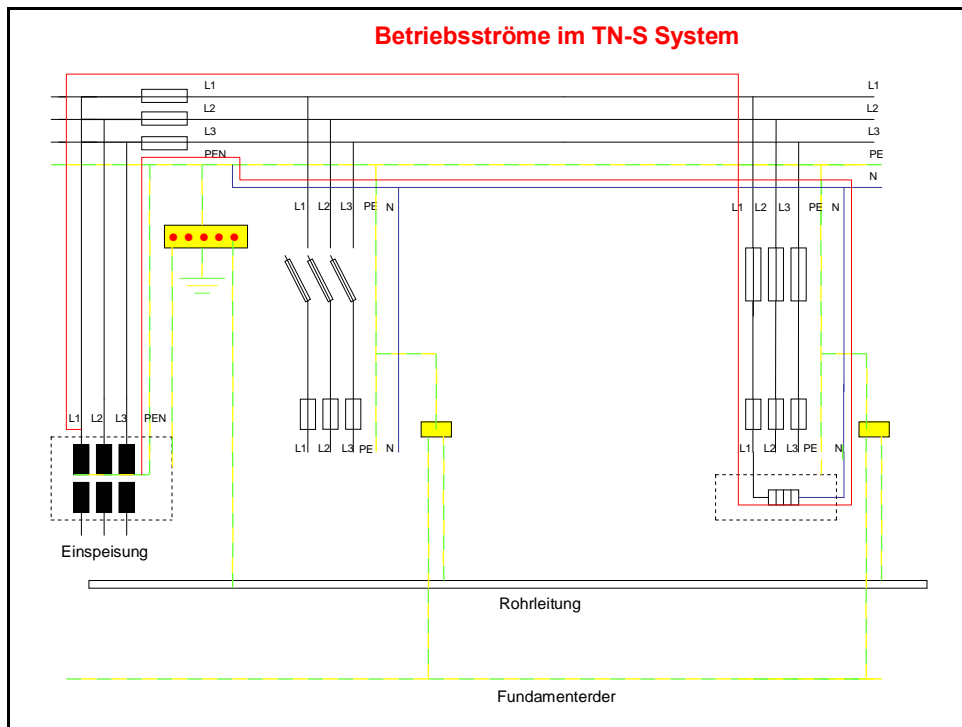 Betriebsströme im TN-S System
L1 L1
L2 L2
L3 L3
PEN PE
N
L1 L2 L3 PE N L1 L2 L3 PE N
L1 L2 L3 PEN
L1 L2 L3 PE N L1 L2 L3 PE N
Einspeisung
Rohrleitung
Fundamenterder